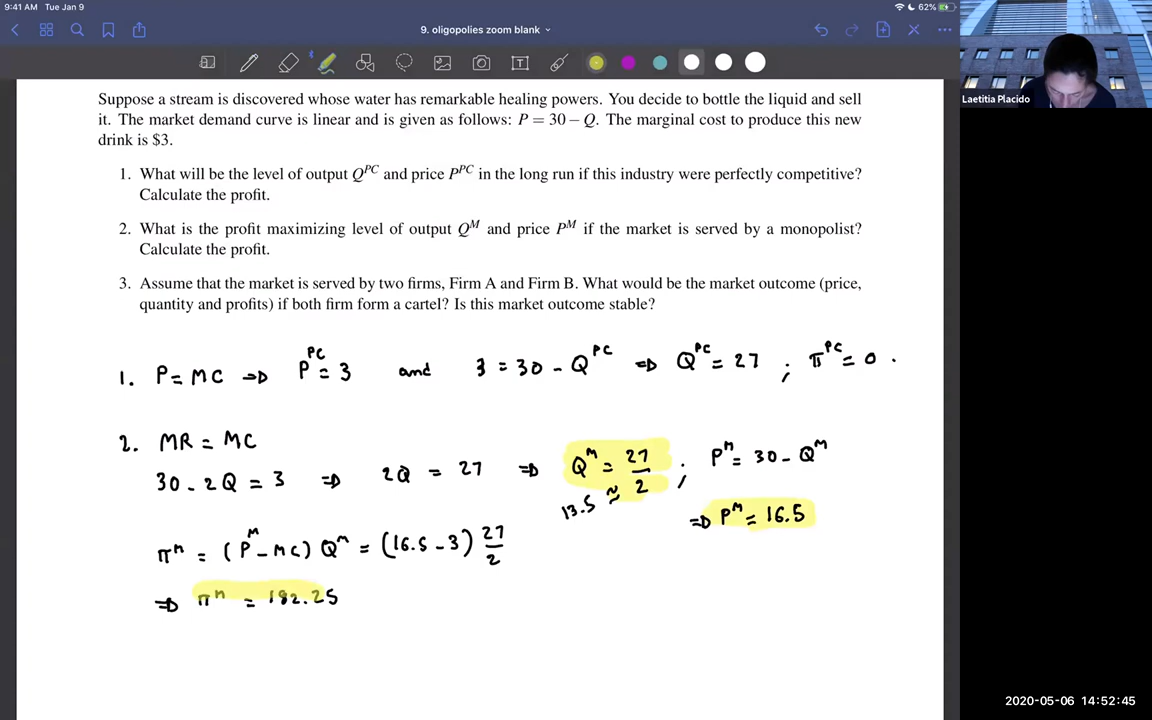 9:41 AM Tue Jan 9
62%
9. oligopolies zoom blank
Laetitia Placido
Suppose a stream is discovered whose water has remarkable healing powers. You decide to bottle the liquid and sell
it. The market demand curve is linear and is given as follows: P = 30 − Q. The marginal cost to produce this new
drink is $3.
1. What will be the level of output Q^PC and price P^PC in the long run if this industry were perfectly competitive?
Calculate the profit.
2. What is the profit maximizing level of output Q^M and price P^M if the market is served by a monopolist?
Calculate the profit.
3. Assume that the market is served by two firms, Firm A and Firm B. What would be the market outcome (price,
quantity and profits) if both firm form a cartel? Is this market outcome stable?
1. P = MC ⇒ P^PC = 3 and 3 = 30 - Q^PC ⇒ Q^PC = 27 ; π^PC = 0 .
2. MR = MC
30 - 2Q = 3 ⇒ 2Q = 27 ⇒ Q^M = 27/2 ; P^M = 30 - Q^M
13.5 ≈
⇒ P^M = 16.5
π^M = (P^M - MC) Q^M = (16.5 - 3) 27/2
⇒ π^M = 182.25
2020-05-06 14:52:45